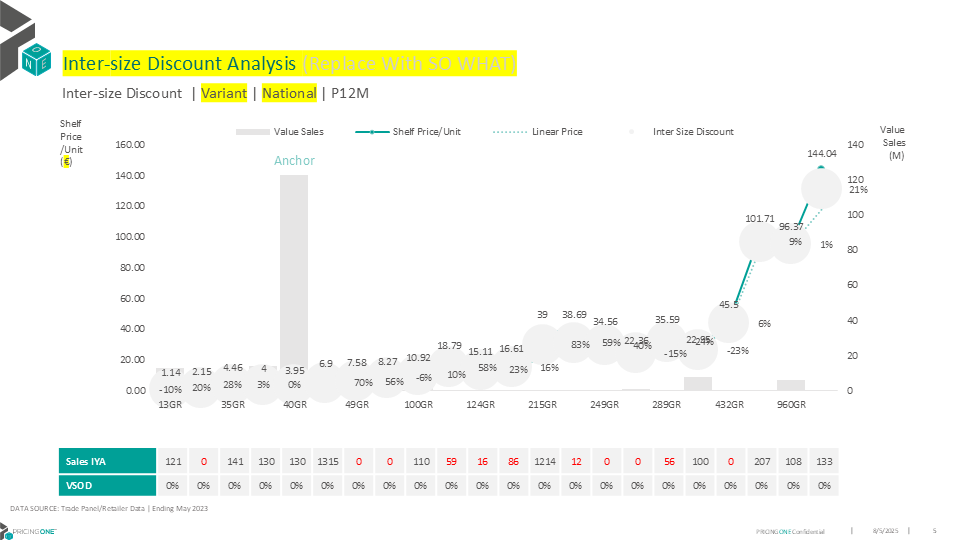 Inter-size Discount Analysis (Replace With SO WHAT)
Inter-size Discount | Variant | National | P12M
Shelf
Price
/Unit
(€)
Value Sales
Shelf Price/Unit
Linear Price
Inter Size Discount
Value
Sales
(M)
160.00
140.00
120.00
100.00
80.00
60.00
40.00
20.00
0.00
Anchor
140
120
100
80
60
40
20
0
1.14
2.15
4.46
4
3.95
6.9
7.58
8.27
10.92
18.79
15.11
16.61
39
38.69
34.56
22.36
35.59
22.85
45.5
101.71
96.37
144.04
-10%
20%
28%
3%
0%
70%
56%
-6%
10%
58%
23%
16%
83%
59%
40%
-15%
-24%
-23%
6%
9%
1%
21%
13GR
35GR
40GR
49GR
100GR
124GR
215GR
249GR
289GR
432GR
960GR
Sales IYA 121 0 141 130 130 1315 0 0 110 59 16 86 1214 12 0 0 56 100 0 207 108 133
VSOD 0% 0% 0% 0% 0% 0% 0% 0% 0% 0% 0% 0% 0% 0% 0% 0% 0% 0% 0% 0% 0% 0%
DATA SOURCE: Trade Panel/Retailer Data | Ending May 2023
PRICINGONE
PRICINGONE Confidential | 8/5/2025 | 5